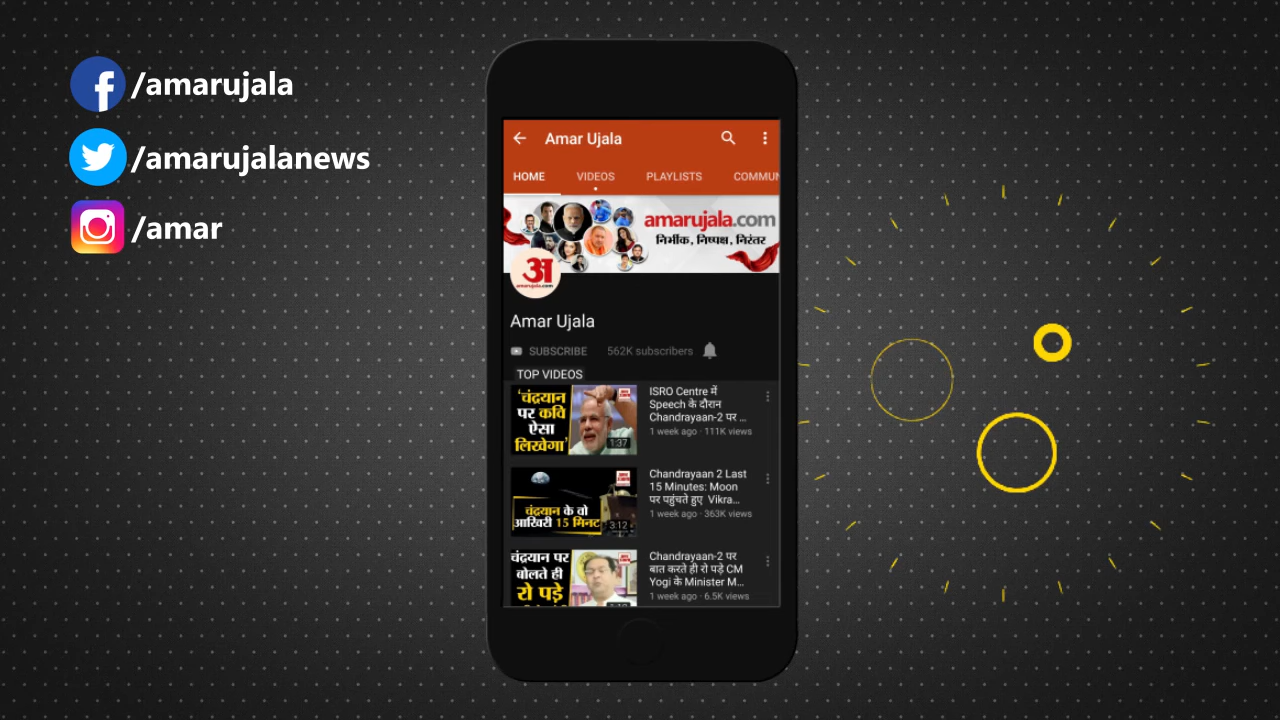 /amarujala
/amarujalanews
/amar
Amar Ujala
HOME VIDEOS PLAYLISTS COMMUN
amarujala.com
निर्भीक, निष्पक्ष, निरंतर
अ
amarujala.com
Amar Ujala
SUBSCRIBE 562K subscribers
TOP VIDEOS
'चंद्रयान
पर कवि
ऐसा
लिखेगा'
1:37
ISRO Centre में
Speech के दौरान
Chandrayaan-2 पर ...
1 week ago · 111K views
चंद्रयान के वो
आखिरी 15 मिनट
3:12
Chandrayaan 2 Last
15 Minutes: Moon
पर पहुंचते हुए Vikra...
1 week ago · 363K views
चंद्रयान पर
बोलते ही
रो पड़े
Chandrayaan-2 पर
बात करते ही रो पड़े CM
Yogi के Minister M...
1 week ago · 6.5K views